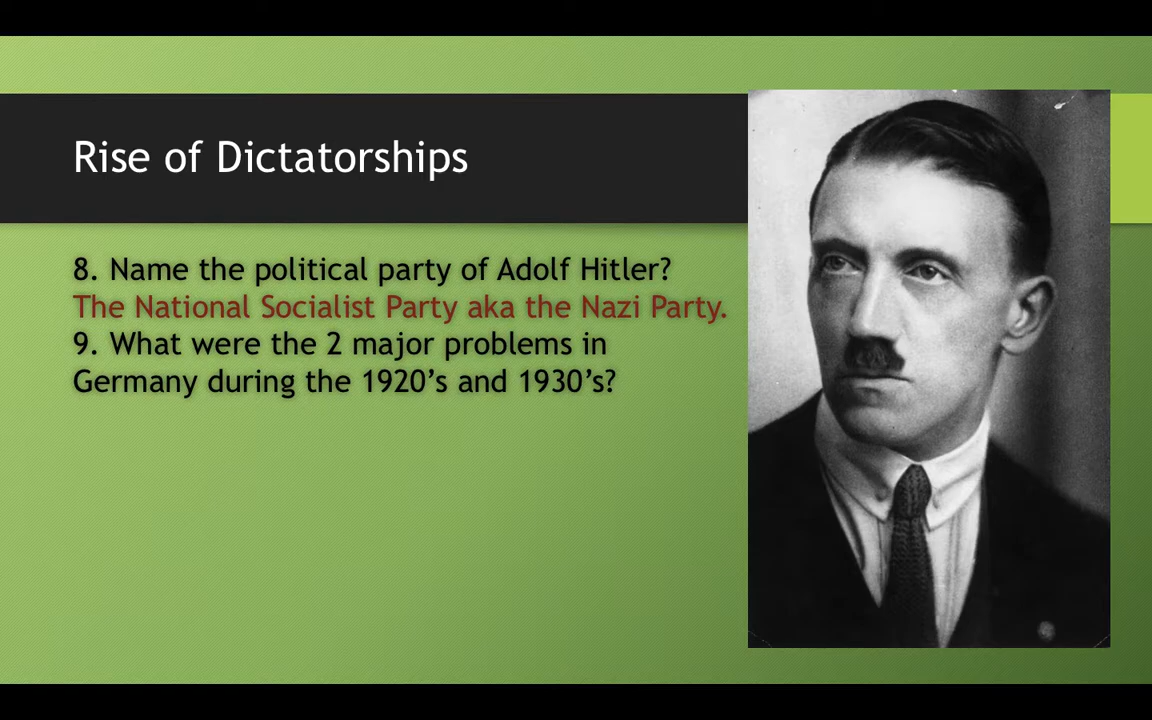 Rise of Dictatorships
8. Name the political party of Adolf Hitler?
The National Socialist Party aka the Nazi Party.
9. What were the 2 major problems in
Germany during the 1920’s and 1930’s?